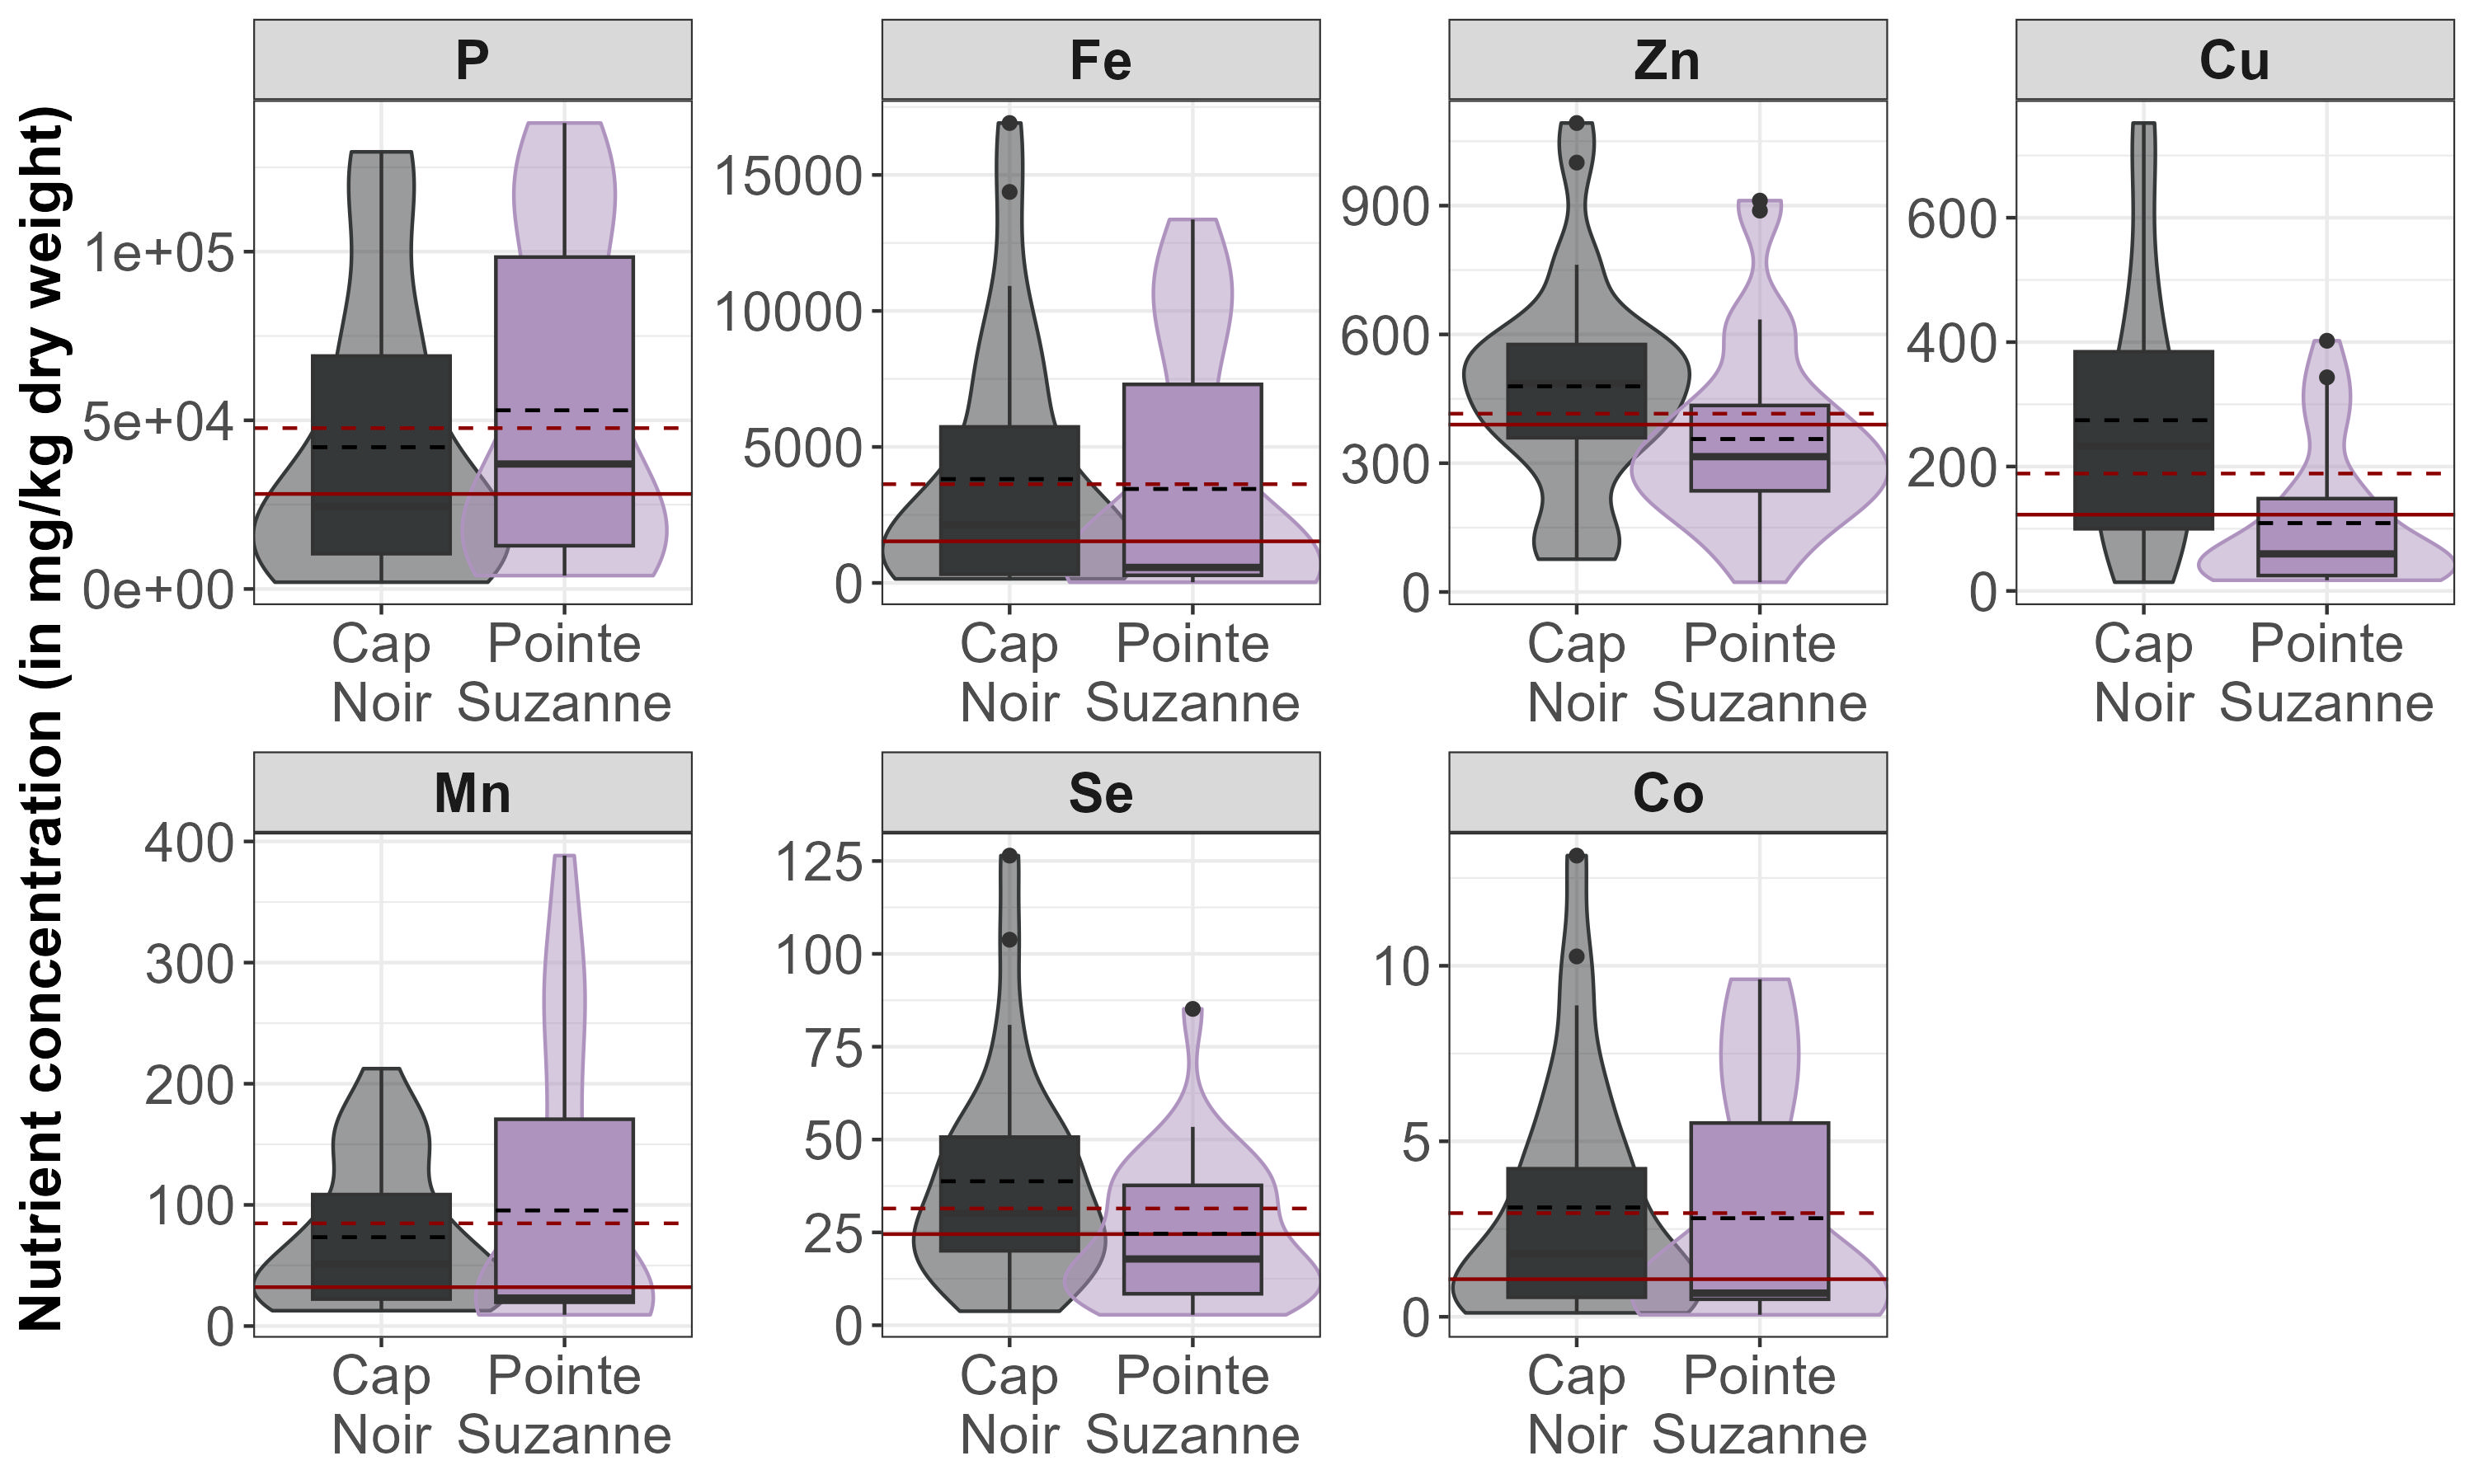 Nutrient concentration (in mg/kg dry weight)
P
1e+05
5e+04
0e+00
Cap Noir
Pointe Suzanne
Fe
15000
10000
5000
0
Cap Noir
Pointe Suzanne
Zn
900
600
300
0
Cap Noir
Pointe Suzanne
Cu
600
400
200
0
Cap Noir
Pointe Suzanne
Mn
400
300
200
100
0
Cap Noir
Pointe Suzanne
Se
125
100
75
50
25
0
Cap Noir
Pointe Suzanne
Co
10
5
0
Cap Noir
Pointe Suzanne